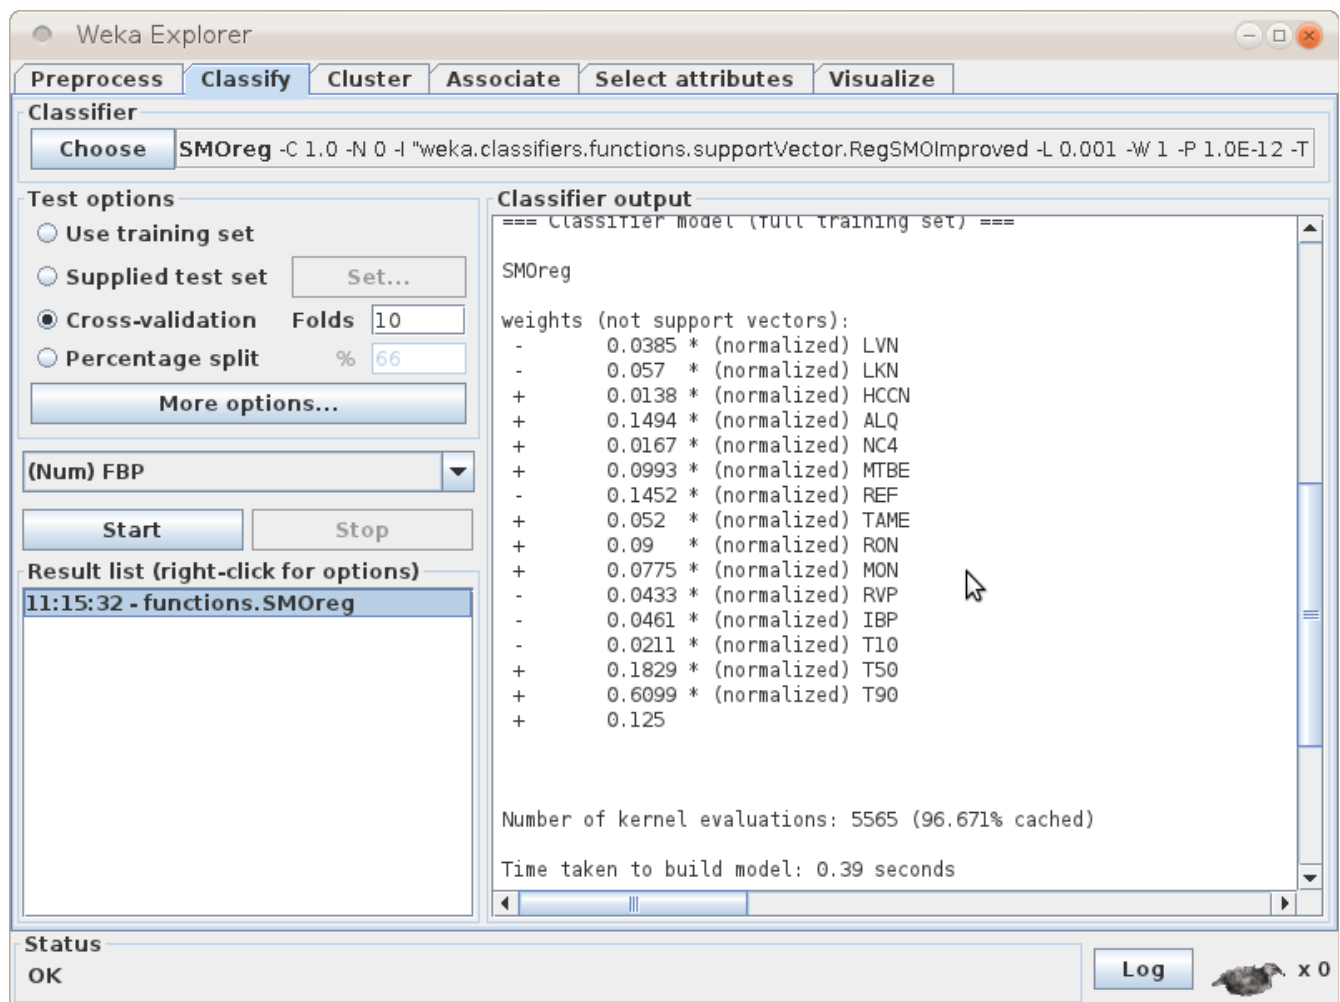 Weka Explorer
Preprocess Classify Cluster Associate Select attributes Visualize
Classifier
Choose SMOreg -C 1.0 -N 0 -I "weka.classifiers.functions.supportVector.RegSMOImproved -L 0.001 -W 1 -P 1.0E-12 -T
Test options
Use training set
Supplied test set Set...
Cross-validation Folds 10
Percentage split % 66
More options...
(Num) FBP
Start Stop
Result list (right-click for options)
11:15:32 - functions.SMOreg
Classifier output
=== Classifier model (full training set) ===
SMOreg
weights (not support vectors):
- 0.0385 * (normalized) LVN
- 0.057 * (normalized) LKN
+ 0.0138 * (normalized) HCCN
+ 0.1494 * (normalized) ALQ
+ 0.0167 * (normalized) NC4
+ 0.0993 * (normalized) MTBE
- 0.1452 * (normalized) REF
+ 0.052 * (normalized) TAME
+ 0.09 * (normalized) RON
+ 0.0775 * (normalized) MON
- 0.0433 * (normalized) RVP
- 0.0461 * (normalized) IBP
- 0.0211 * (normalized) T10
+ 0.1829 * (normalized) T50
+ 0.6099 * (normalized) T90
+ 0.125
Number of kernel evaluations: 5565 (96.671% cached)
Time taken to build model: 0.39 seconds
Status
OK
Log x 0